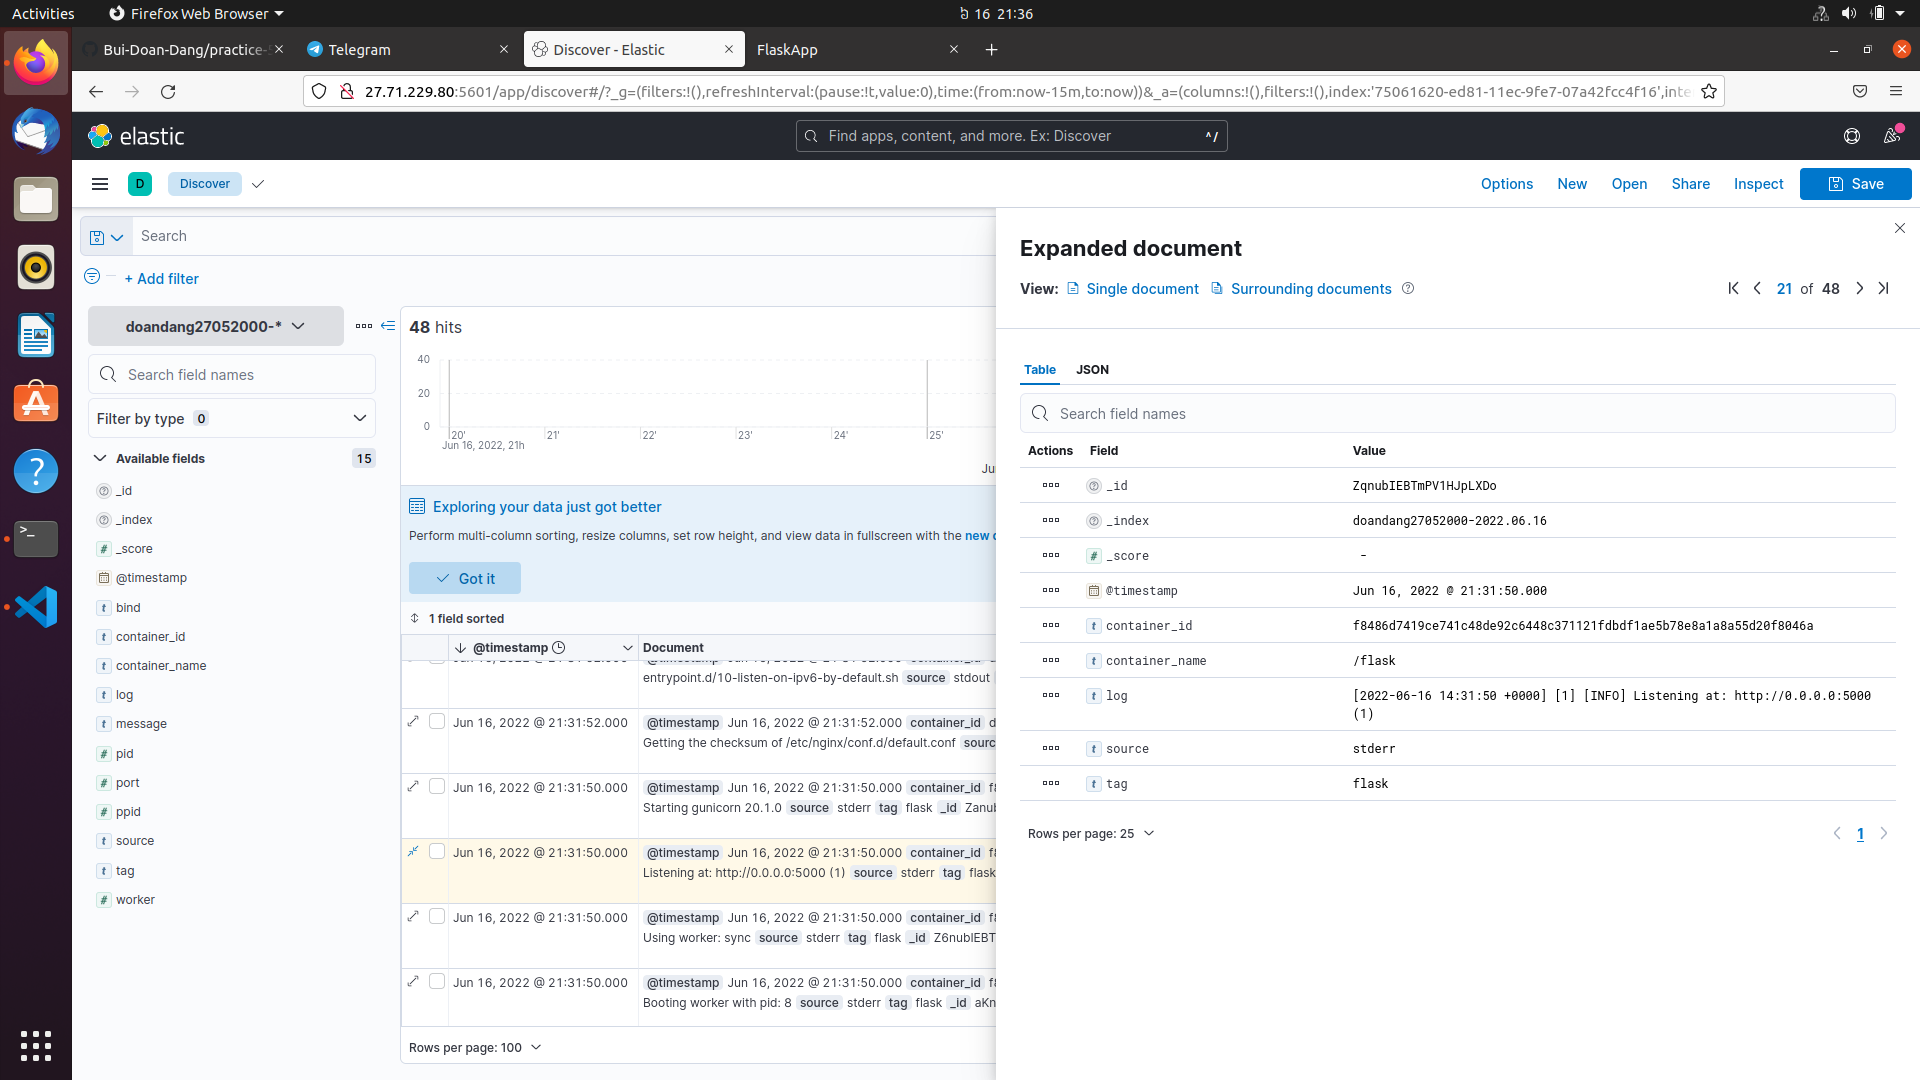 Activities
Firefox Web Browser
16 21:36
Bui-Doan-Dang/practice-
Telegram
Discover - Elastic
FlaskApp
27.71.229.80:5601/app/discover#/?_g=(filters:!(),refreshInterval:(pause:!t,value:0),time:(from:now-15m,to:now))&_a=(columns:!(),filters:!(),index:'75061620-ed81-11ec-9fe7-07a42fcc4f16',inte
elastic
Find apps, content, and more. Ex: Discover
^/
D
Discover
Options
New
Open
Share
Inspect
Save
Search
+ Add filter
doandang27052000-*
Search field names
Filter by type 0
Available fields 15
_id
_index
_score
@timestamp
bind
container_id
container_name
log
message
pid
port
ppid
source
tag
worker
48 hits
40
20
0
20'
21'
22'
23'
24'
25'
Jun 16, 2022, 21h
Ju
Exploring your data just got better
Perform multi-column sorting, resize columns, set row height, and view data in fullscreen with the new
Got it
1 field sorted
@timestamp
Document
entrypoint.d/10-listen-on-ipv6-by-default.sh source stdout
Jun 16, 2022 @ 21:31:52.000
@timestamp Jun 16, 2022 @ 21:31:52.000 container_id d
Getting the checksum of /etc/nginx/conf.d/default.conf sourc
Jun 16, 2022 @ 21:31:50.000
@timestamp Jun 16, 2022 @ 21:31:50.000 container_id f8
Starting gunicorn 20.1.0 source stderr tag flask _id Zanub
Jun 16, 2022 @ 21:31:50.000
@timestamp Jun 16, 2022 @ 21:31:50.000 container_id f8
Listening at: http://0.0.0.0:5000 (1) source stderr tag flask
Jun 16, 2022 @ 21:31:50.000
@timestamp Jun 16, 2022 @ 21:31:50.000 container_id f8
Using worker: sync source stderr tag flask _id Z6nubIEBT
Jun 16, 2022 @ 21:31:50.000
@timestamp Jun 16, 2022 @ 21:31:50.000 container_id f8
Booting worker with pid: 8 source stderr tag flask _id aKn
Rows per page: 100
Expanded document
View: Single document Surrounding documents
21 of 48
Table
JSON
Search field names
Actions Field Value
_id ZqnubIEBTmPV1HJpLXDo
_index doandang27052000-2022.06.16
_score -
@timestamp Jun 16, 2022 @ 21:31:50.000
container_id f8486d7419ce741c48de92c6448c371121fdbdf1ae5b78e8a1a8a55d20f8046a
container_name /flask
log [2022-06-16 14:31:50 +0000] [1] [INFO] Listening at: http://0.0.0.0:5000
(1)
source stderr
tag flask
Rows per page: 25
1